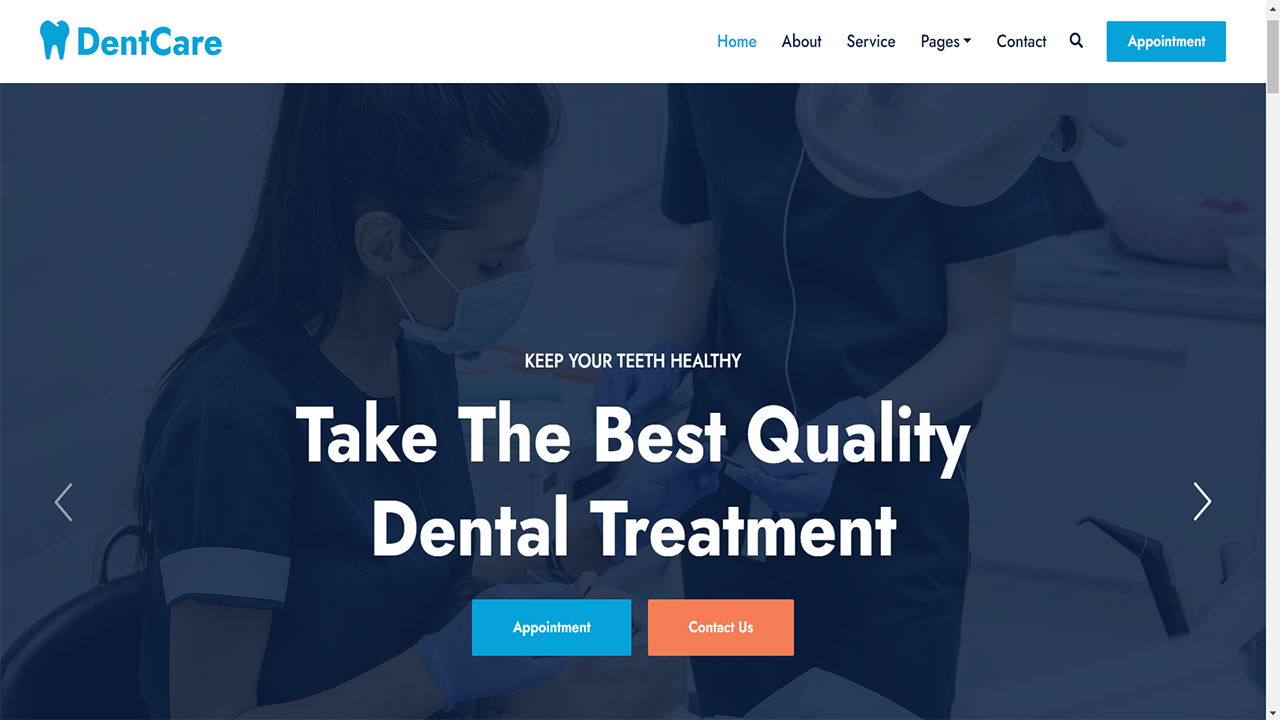 DentCare
Home About Service Pages Contact Appointment
KEEP YOUR TEETH HEALTHY
Take The Best Quality
Dental Treatment
Appointment Contact Us